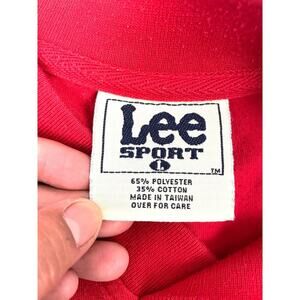 Lee
SPORT
L
TM
65% POLYESTER
35% COTTON
MADE IN TAIWAN
OVER FOR CARE